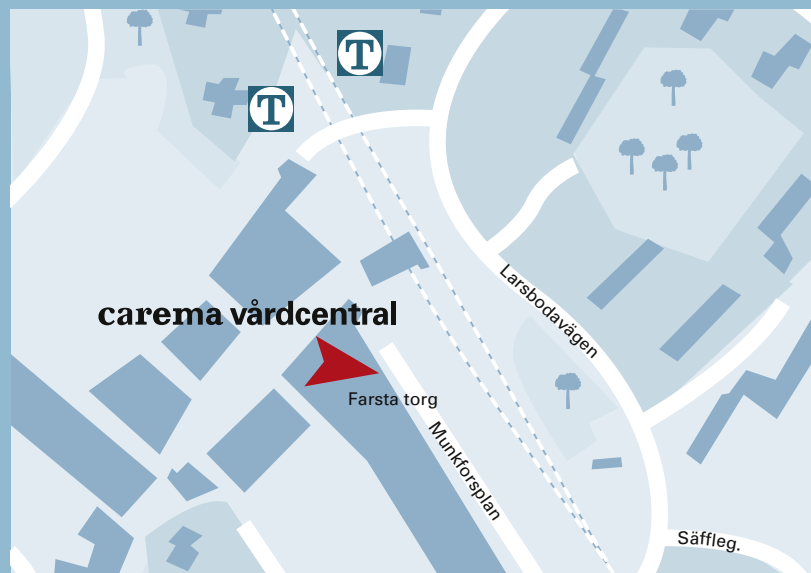 T
T
carema vårdcentral
Larsbodavägen
Farsta torg
Munkforsplan
Säffleg.